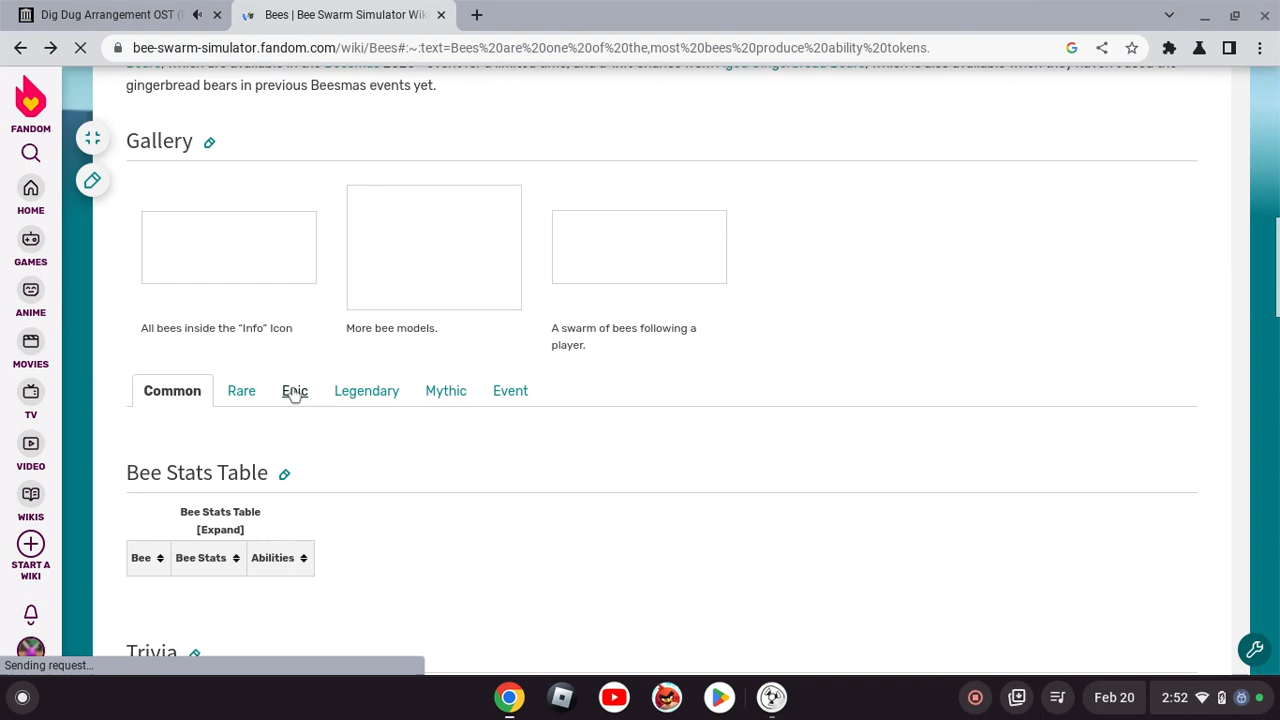 Dig Dug Arrangement OST (
Bees | Bee Swarm Simulator Wiki
bee-swarm-simulator.fandom.com/wiki/Bees#:~:text=Bees%20are%20one%20of%20the,most%20bees%20produce%20ability%20tokens.
gingerbread bears in previous Beesmas events yet.
FANDOM
HOME
GAMES
ANIME
MOVIES
TV
VIDEO
WIKIS
START A
WIKI
Gallery
All bees inside the "Info" Icon
More bee models.
A swarm of bees following a
player.
Common Rare Epic Legendary Mythic Event
Bee Stats Table
Bee Stats Table
[Expand]
Bee Bee Stats Abilities
Trivia
Sending request...
Feb 20 2:52